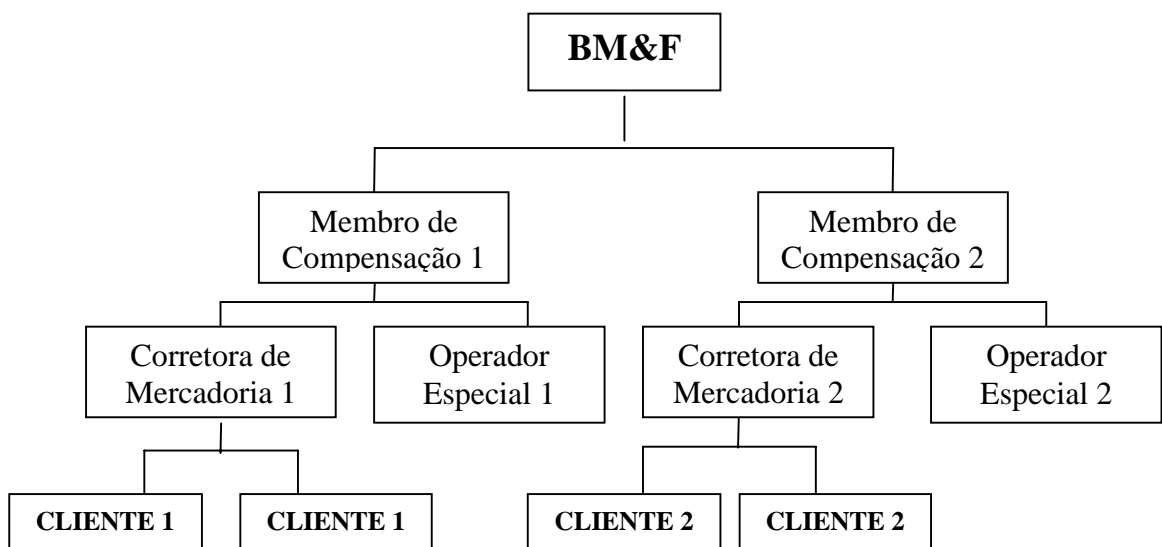 BM&F
Membro de
Compensação 1
Membro de
Compensação 2
Corretora de
Mercadoria 1
Operador
Especial 1
Corretora de
Mercadoria 2
Operador
Especial 2
CLIENTE 1
CLIENTE 1
CLIENTE 2
CLIENTE 2